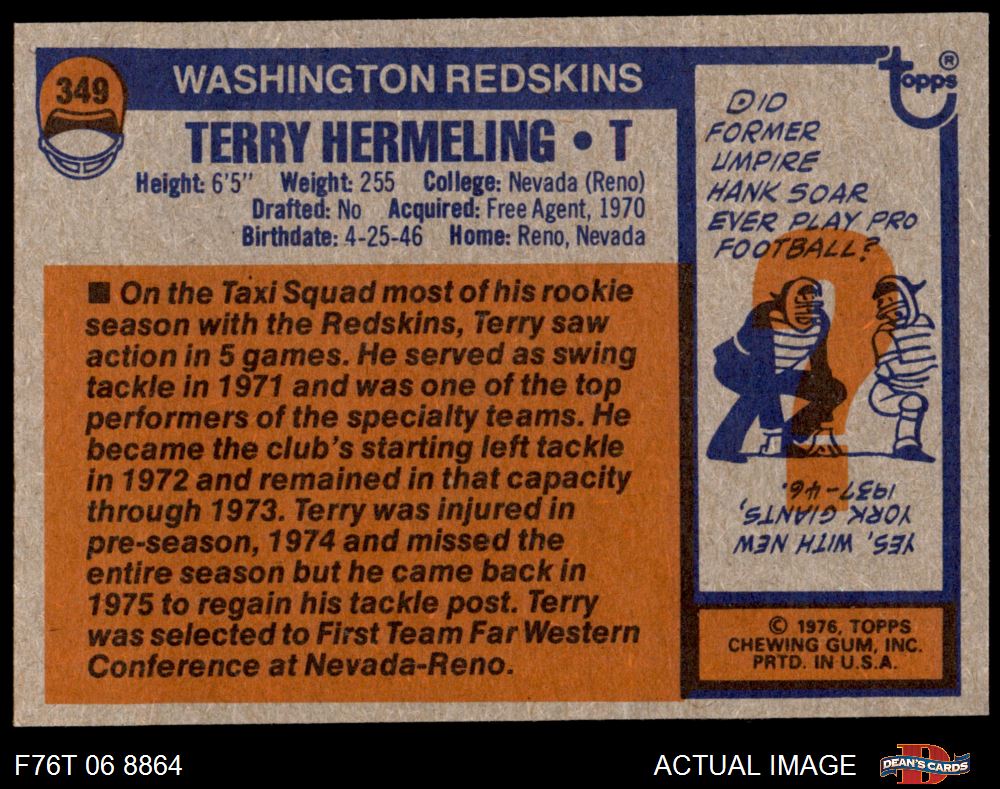 349
WASHINGTON REDSKINS
TERRY HERMELING • T
Height: 6'5" Weight: 255 College: Nevada (Reno)
Drafted: No Acquired: Free Agent, 1970
Birthdate: 4-25-46 Home: Reno, Nevada
■ On the Taxi Squad most of his rookie
season with the Redskins, Terry saw
action in 5 games. He served as swing
tackle in 1971 and was one of the top
performers of the specialty teams. He
became the club's starting left tackle
in 1972 and remained in that capacity
through 1973. Terry was injured in
pre-season, 1974 and missed the
entire season but he came back in
1975 to regain his tackle post. Terry
was selected to First Team Far Western
Conference at Nevada-Reno.
topps ®
DID
FORMER
UMPIRE
HANK SOAR
EVER PLAY PRO
FOOTBALL?
YES, WITH NEW
YORK GIANTS,
1937-46.
© 1976, TOPPS
CHEWING GUM, INC.
PRTD. IN U.S.A.
F76T 06 8864
ACTUAL IMAGE
D
DEAN'S CARDS